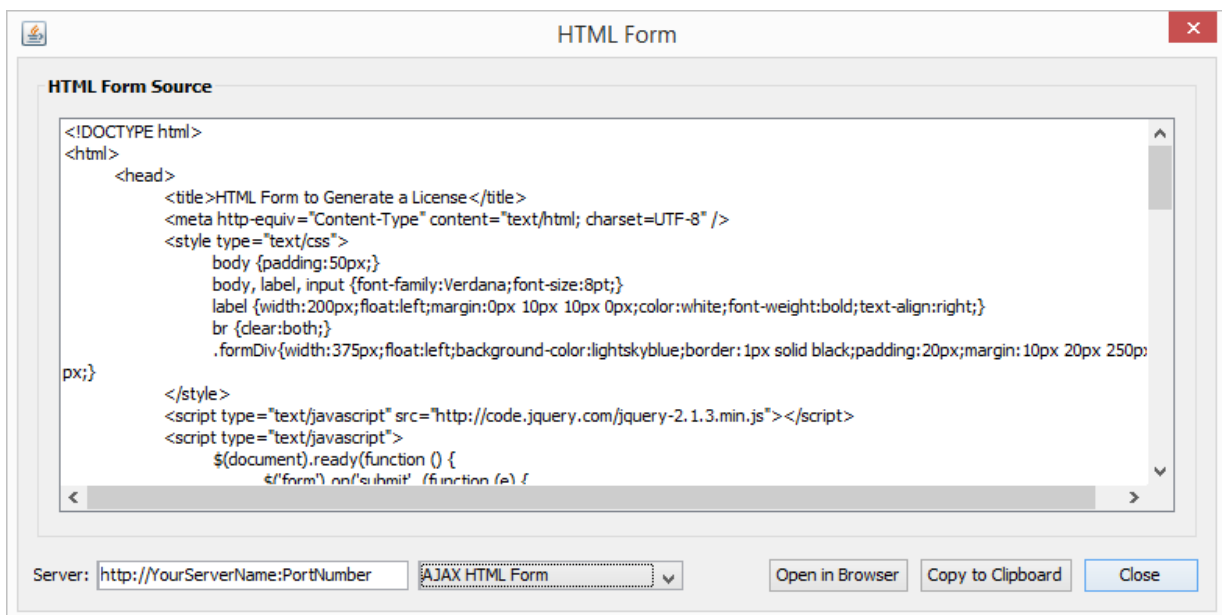 HTML Form
HTML Form Source
<!DOCTYPE html>
<html>
<head>
<title>HTML Form to Generate a License</title>
<meta http-equiv="Content-Type" content="text/html; charset=UTF-8" />
<style type="text/css">
body {padding:50px;}
body, label, input {font-family:Verdana;font-size:8pt;}
label {width:200px;float:left;margin:0px 10px 10px 0px;color:white;font-weight:bold;text-align:right;}
br {clear:both;}
.formDiv{width:375px;float:left;background-color:lightskyblue;border:1px solid black;padding:20px;margin:10px 20px 250px
px;}
</style>
<script type="text/javascript" src="http://code.jquery.com/jquery-2.1.3.min.js"></script>
<script type="text/javascript">
$(document).ready(function () {
$('form').on('submit', (function (e) {
Server: http://YourServerName:PortNumber AJAX HTML Form Open in Browser Copy to Clipboard Close